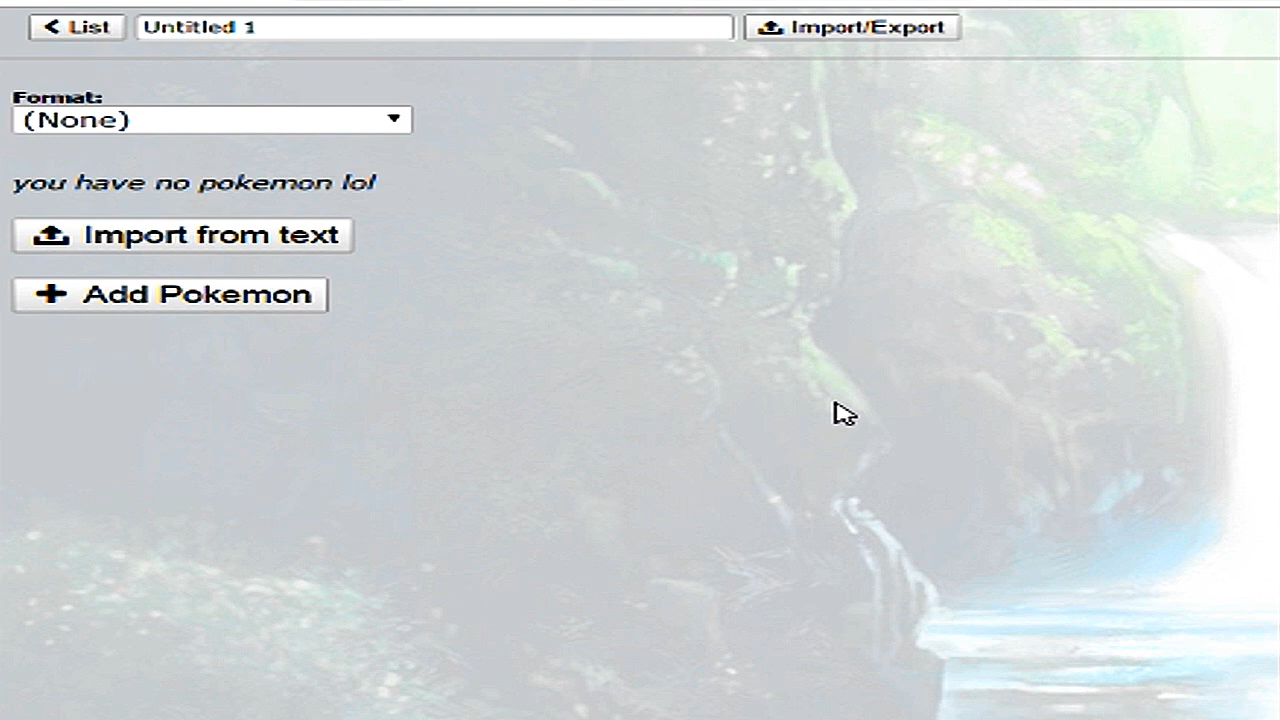 List
Untitled 1
Import/Export
Format:
(None)
you have no pokemon lol
Import from text
Add Pokemon